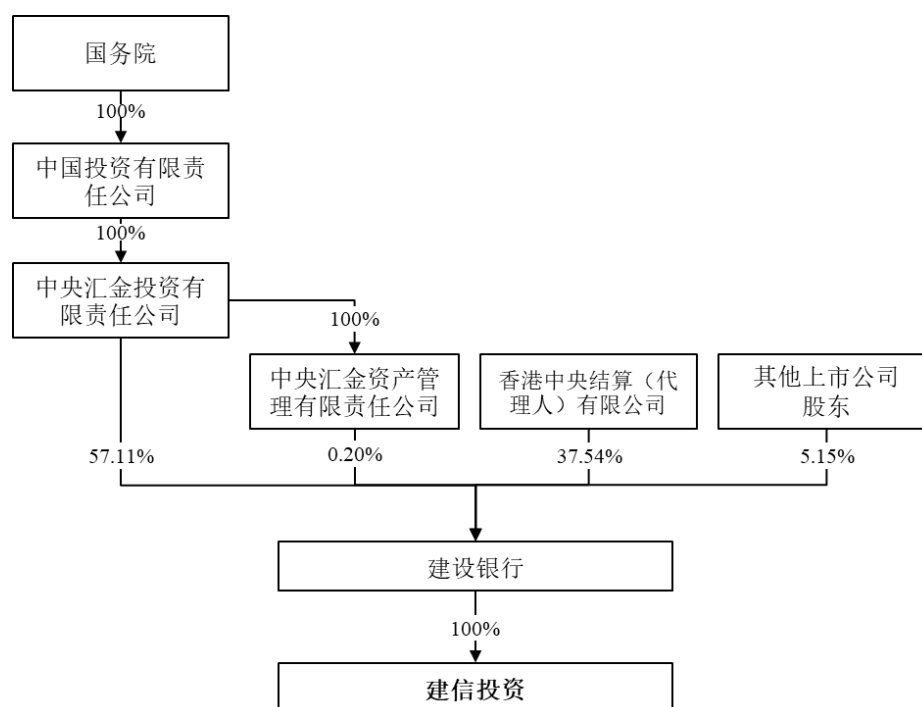 国务院
100%
中国投资有限责
任公司
100%
中央汇金投资有
限责任公司
100%
中央汇金资产管
理有限责任公司
香港中央结算（代
理人）有限公司
其他上市公司
股东
57.11%
0.20%
37.54%
5.15%
建设银行
100%
建信投资